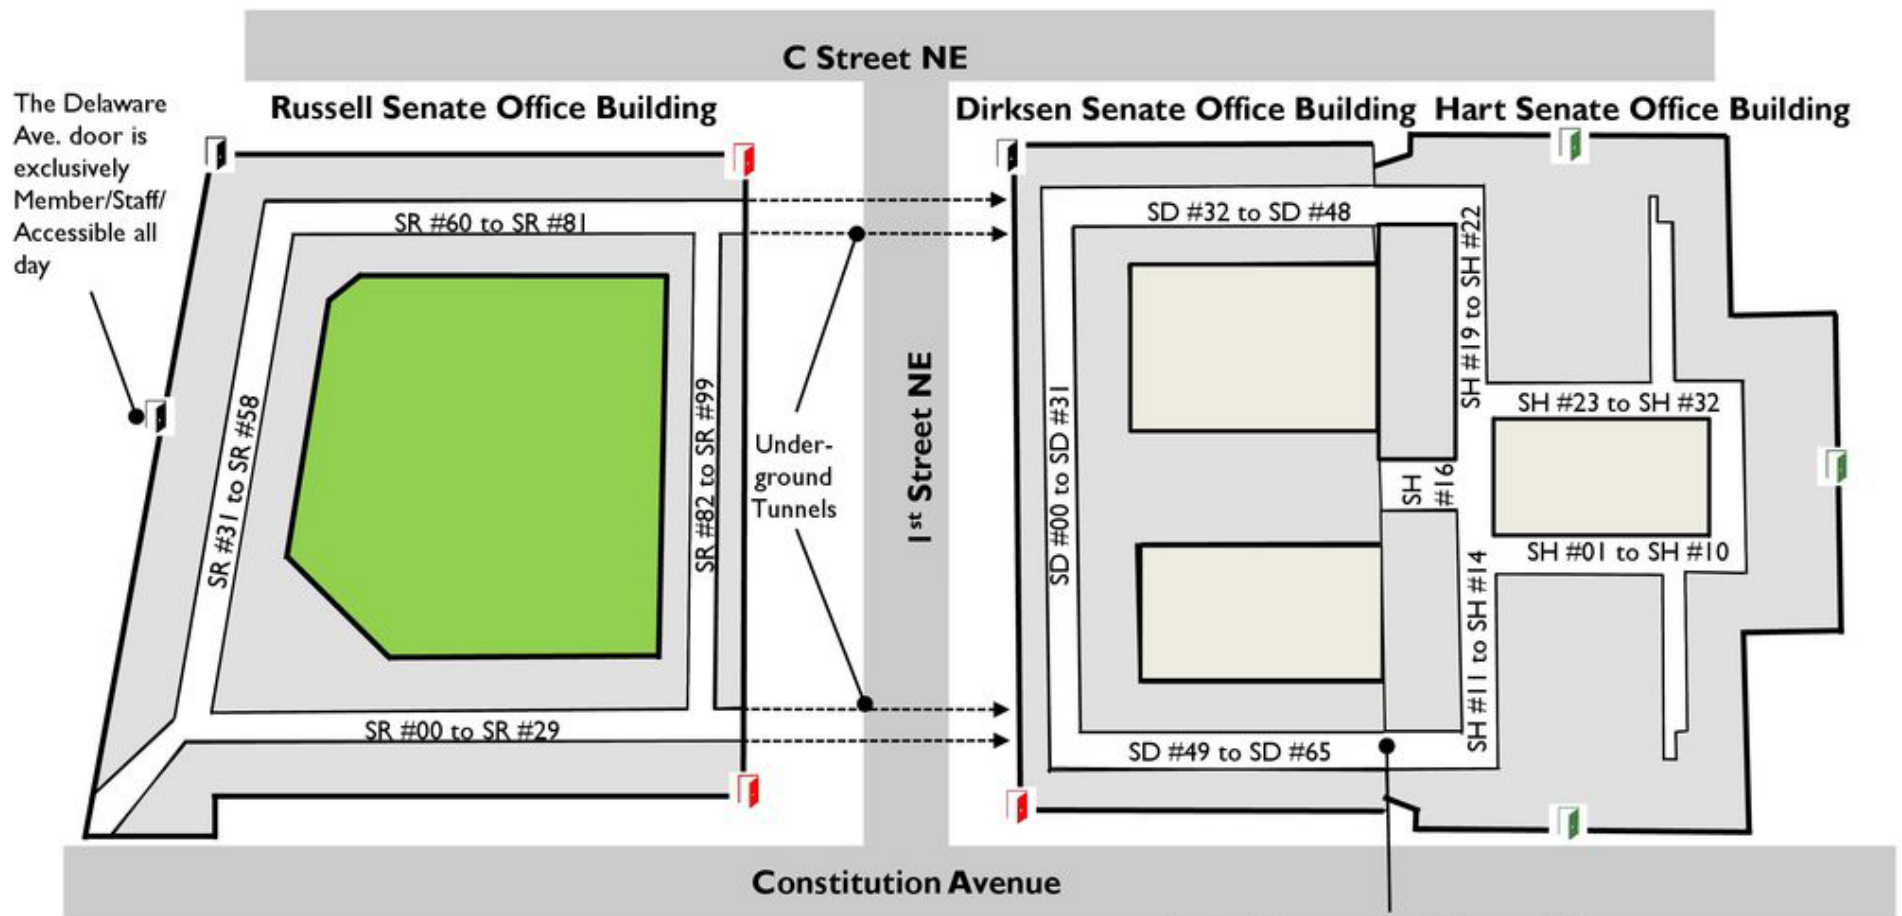 C Street NE
The Delaware
Ave. door is
exclusively
Member/Staff/
Accessible all
day
Russell Senate Office Building
Dirksen Senate Office Building
Hart Senate Office Building
SR #60 to SR #81
SR #31 to SR #58
SR #82 to SR #99
SR #00 to SR #29
Under-
ground
Tunnels
1st Street NE
SD #32 to SD #48
SD #00 to SD #31
SD #49 to SD #65
SH #19 to SH #22
SH #23 to SH #32
SH
#16
SH #01 to SH #10
SH #11 to SH #14
Constitution Avenue